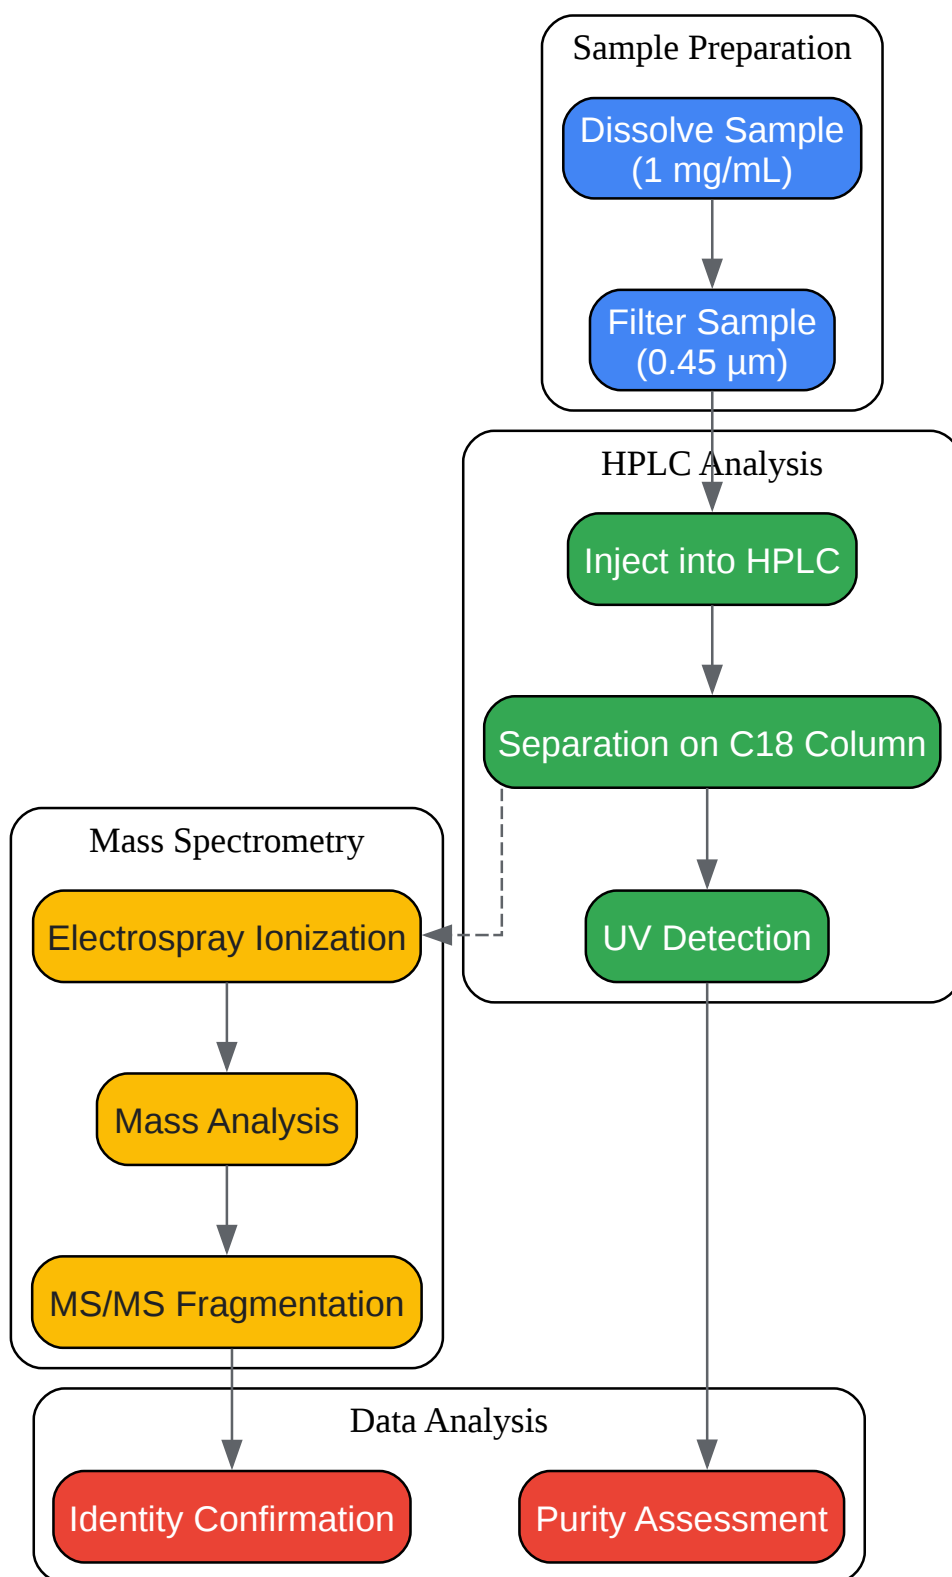 Sample Preparation
Dissolve Sample
(1 mg/mL)
Filter Sample
(0.45 µm)
HPLC Analysis
Inject into HPLC
Separation on C18 Column
UV Detection
Mass Spectrometry
Electrospray Ionization
Mass Analysis
MS/MS Fragmentation
Data Analysis
Identity Confirmation
Purity Assessment